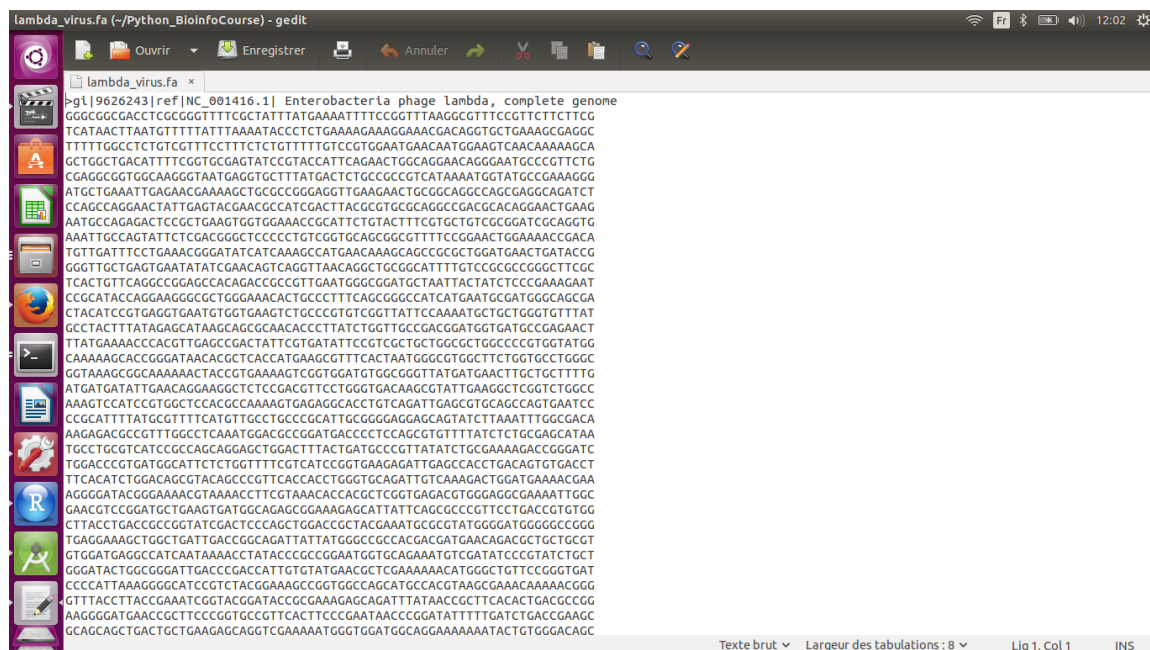 lambda_virus.fa (~/Python_BioinfoCourse) - gedit
Fr
12:02
Ouvrir
Enregistrer
Annuler
lambda_virus.fa ×
>gi|9626243|ref|NC_001416.1| Enterobacteria phage lambda, complete genome
GGGCGGCGACCTCGCGGGTTTTCGCTATTTATGAAAATTTTCCGGTTTAAGGCGTTTCCGTTCTTCTTCG
TCATAACTTAATGTTTTTATTTAAAATACCCTCTGAAAAGAAAGGAAACGACAGGTGCTGAAAGCGAGGC
TTTTTGGCCTCTGTCGTTTCCTTTCTCTGTTTTTGTCCGTGGAATGAACAATGGAAGTCAACAAAAAGCA
GCTGGCTGACATTTTCGGTGCGAGTATCCGTACCATTCAGAACTGGCAGGAACAGGGAATGCCCGTTCTG
CGAGGCGGTGGCAAGGGTAATGAGGTGCTTTATGACTCTGCCGCCGTCATAAAATGGTATGCCGAAAGGG
ATGCTGAAATTGAGAACGAAAAGCTGCGCCGGGAGGTTGAAGAACTGCGGCAGGCCAGCGAGGCAGATCT
CCAGCCAGGAACTATTGAGTACGAACGCCATCGACTTACGCGTGCGCAGGCCGACGCACAGGAACTGAAG
AATGCCAGAGACTCCGCTGAAGTGGTGGAAACCGCATTCTGTACTTTCGTGCTGTCGCGGATCGCAGGTG
AAATTGCCAGTATTCTCGACGGGCTCCCCCTGTCGGTGCAGCGGCGTTTTCCGGAACTGGAAAACCGACA
TGTTGATTTCCTGAAACGGGATATCATCAAAGCCATGAACAAAGCAGCCGCGCTGGATGAACTGATACCG
GGGTTGCTGAGTGAATATATCGAACAGTCAGGTTAACAGGCTGCGGCATTTTGTCCGCGCCGGGCTTCGC
TCACTGTTCAGGCCGGAGCCACAGACCGCCGTTGAATGGGCGGATGCTAATTACTATCTCCCGAAAGAAT
CCGCATACCAGGAAGGGCGCTGGGAAACACTGCCCTTTCAGCGGGCCATCATGAATGCGATGGGCAGCGA
CTACATCCGTGAGGTGAATGTGGTGAAGTCTGCCCGTGTCGGTTATTCCAAAATGCTGCTGGGTGTTTAT
GCCTACTTTATAGAGCATAAGCAGCGCAACACCCTTATCTGGTTGCCGACGGATGGTGATGCCGAGAACT
TTATGAAAACCCACGTTGAGCCGACTATTCGTGATATTCCGTCGCTGCTGGCGCTGGCCCCGTGGTATGG
CAAAAAGCACCGGGATAACACGCTCACCATGAAGCGTTTCACTAATGGGCGTGGCTTCTGGTGCCTGGGC
GGTAAAGCGGCAAAAAACTACCGTGAAAAGTCGGTGGATGTGGCGGGTTATGATGAACTTGCTGCTTTTG
ATGATGATATTGAACAGGAAGGCTCTCCGACGTTCCTGGGTGACAAGCGTATTGAAGGCTCGGTCTGGCC
AAAGTCCATCCGTGGCTCCACGCCAAAAGTGAGAGGCACCTGTCAGATTGAGCGTGCAGCCAGTGAATCC
CCGCATTTTATGCGTTTTCATGTTGCCTGCCCGCATTGCGGGGAGGAGCAGTATCTTAAATTTGGCGACA
AAGAGACGCCGTTTGGCCTCAAATGGACGCCGGATGACCCCTCCAGCGTGTTTTATCTCTGCGAGCATAA
TGCCTGCGTCATCCGCCAGCAGGAGCTGGACTTTACTGATGCCCGTTATATCTGCGAAAAGACCGGGATC
TGGACCCGTGATGGCATTCTCTGGTTTTCGTCATCCGGTGAAGAGATTGAGCCACCTGACAGTGTGACCT
TTCACATCTGGACAGCGTACAGCCCGTTCACCACCTGGGTGCAGATTGTCAAAGACTGGATGAAAACGAA
AGGGGATACGGGAAAACGTAAAACCTTCGTAAACACCACGCTCGGTGAGACGTGGGAGGCGAAAATTGGC
GAACGTCCGGATGCTGAAGTGATGGCAGAGCGGAAAGAGCATTATTCAGCGCCCGTTCCTGACCGTGTGG
CTTACCTGACCGCCGGTATCGACTCCCAGCTGGACCGCTACGAAATGCGCGTATGGGGATGGGGGCCGGG
TGAGGAAAGCTGGCTGATTGACCGGCAGATTATTATGGGCCGCCACGACGATGAACAGACGCTGCTGCGT
GTGGATGAGGCCATCAATAAAACCTATACCCGCCGGAATGGTGCAGAAATGTCGATATCCCGTATCTGCT
GGGATACTGGCGGGATTGACCCGACCATTGTGTATGAACGCTCGAAAAAACATGGGCTGTTCCGGGTGAT
CCCCATTAAAGGGGCATCCGTCTACGGAAAGCCGGTGGCCAGCATGCCACGTAAGCGAAACAAAAACGGG
GTTTACCTTACCGAAATCGGTACGGATACCGCGAAAGAGCAGATTTATAACCGCTTCACACTGACGCCGG
AAGGGGATGAACCGCTTCCCGGTGCCGTTCACTTCCCGAATAACCCGGATATTTTTGATCTGACCGAAGC
GCAGCAGCTGACTGCTGAAGAGCAGGTCGAAAAATGGGTGGATGGCAGGAAAAAAATACTGTGGGACAGC
Texte brut
Largeur des tabulations : 8
Lig 1, Col 1
INS